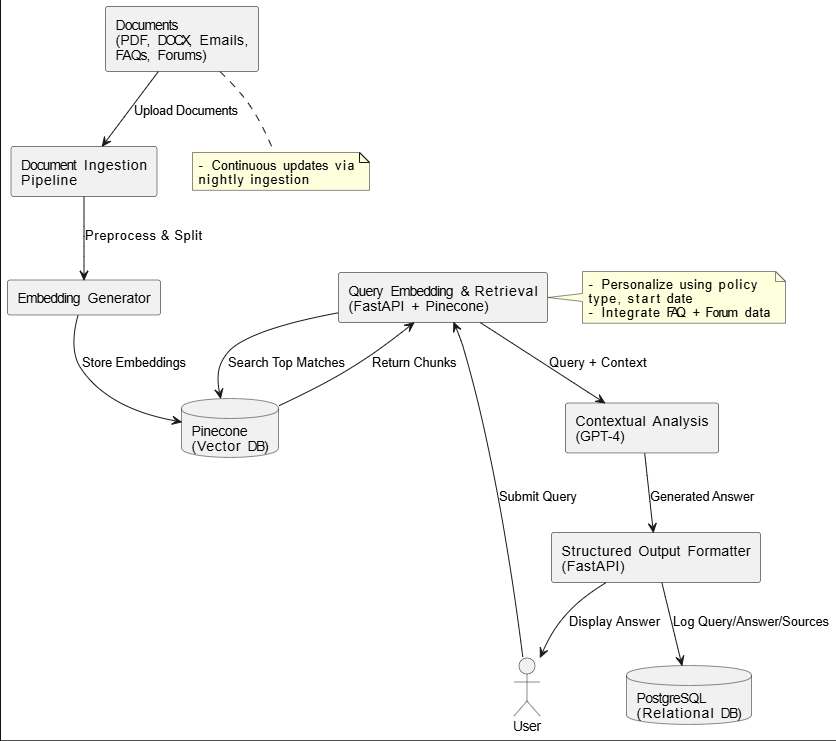 Documents
(PDF, DOCX, Emails,
FAQs, Forums)
Upload Documents
Document Ingestion
Pipeline
- Continuous updates via
nightly ingestion
Preprocess & Split
Embedding Generator
Query Embedding & Retrieval
(FastAPI + Pinecone)
- Personalize using policy
type, start date
- Integrate FAQ + Forum data
Store Embeddings
Search Top Matches
Return Chunks
Query + Context
Pinecone
(Vector DB)
Contextual Analysis
(GPT-4)
Submit Query
Generated Answer
Structured Output Formatter
(FastAPI)
Display Answer
Log Query/Answer/Sources
User
PostgreSQL
(Relational DB)